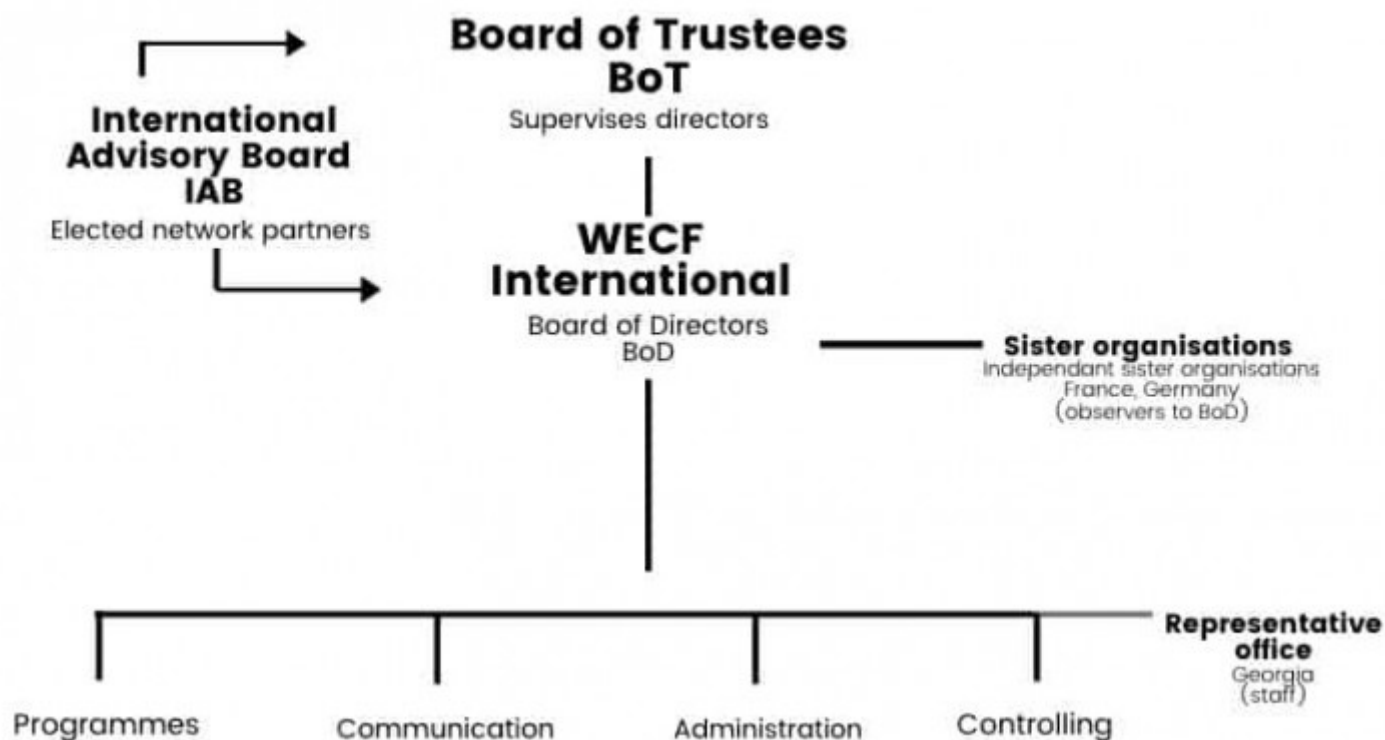 Board of Trustees
BoT
Supervises directors
International
Advisory Board
IAB
Elected network partners
WECF
International
Board of Directors
BoD
Sister organisations
Independant sister organisations
France, Germany
(observers to BoD)
Representative
office
Georgia
(staff)
Programmes
Communication
Administration
Controlling